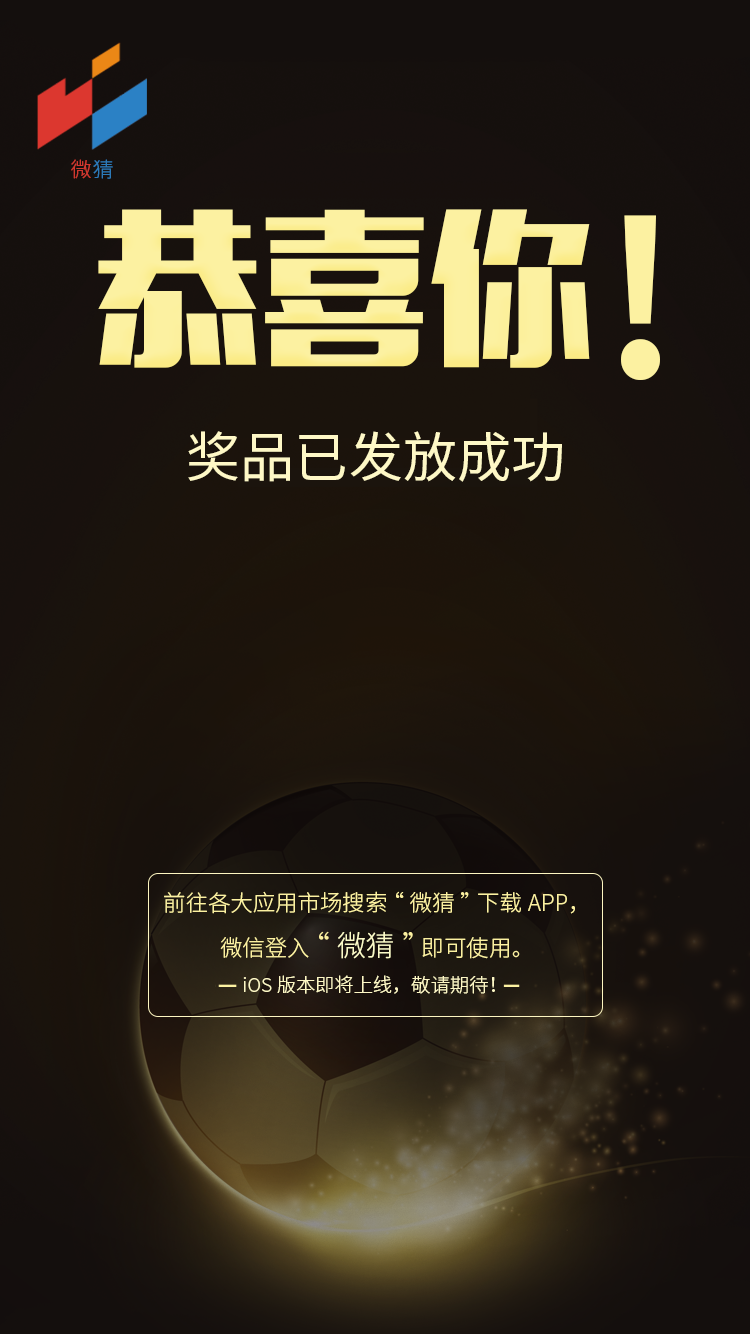 微猜
恭喜你！
奖品已发放成功
前往各大应用市场搜索“微猜”下载 APP，
微信登入“微猜”即可使用。
— iOS 版本即将上线，敬请期待！—